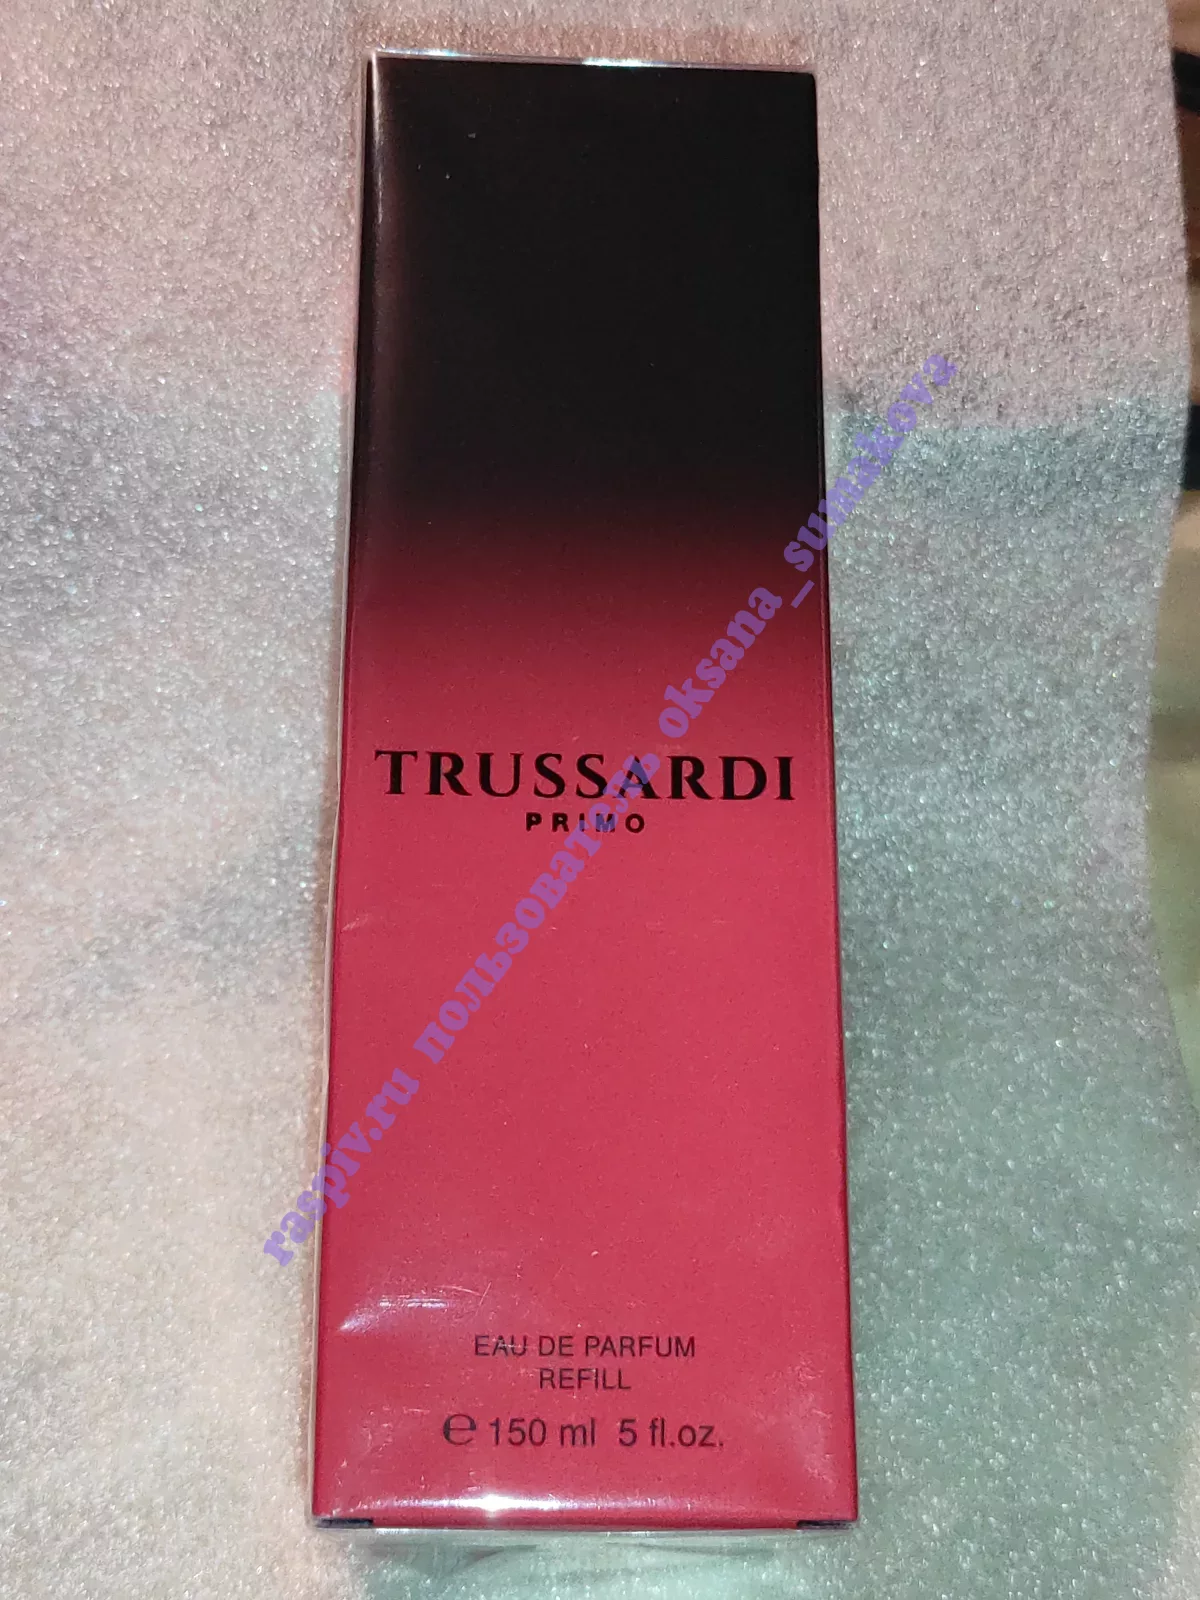 TRUSSARDI
PRIMO
raspiv.ru пользователь oksana_sumakova
EAU DE PARFUM
REFILL
℮ 150 ml 5 fl.oz.